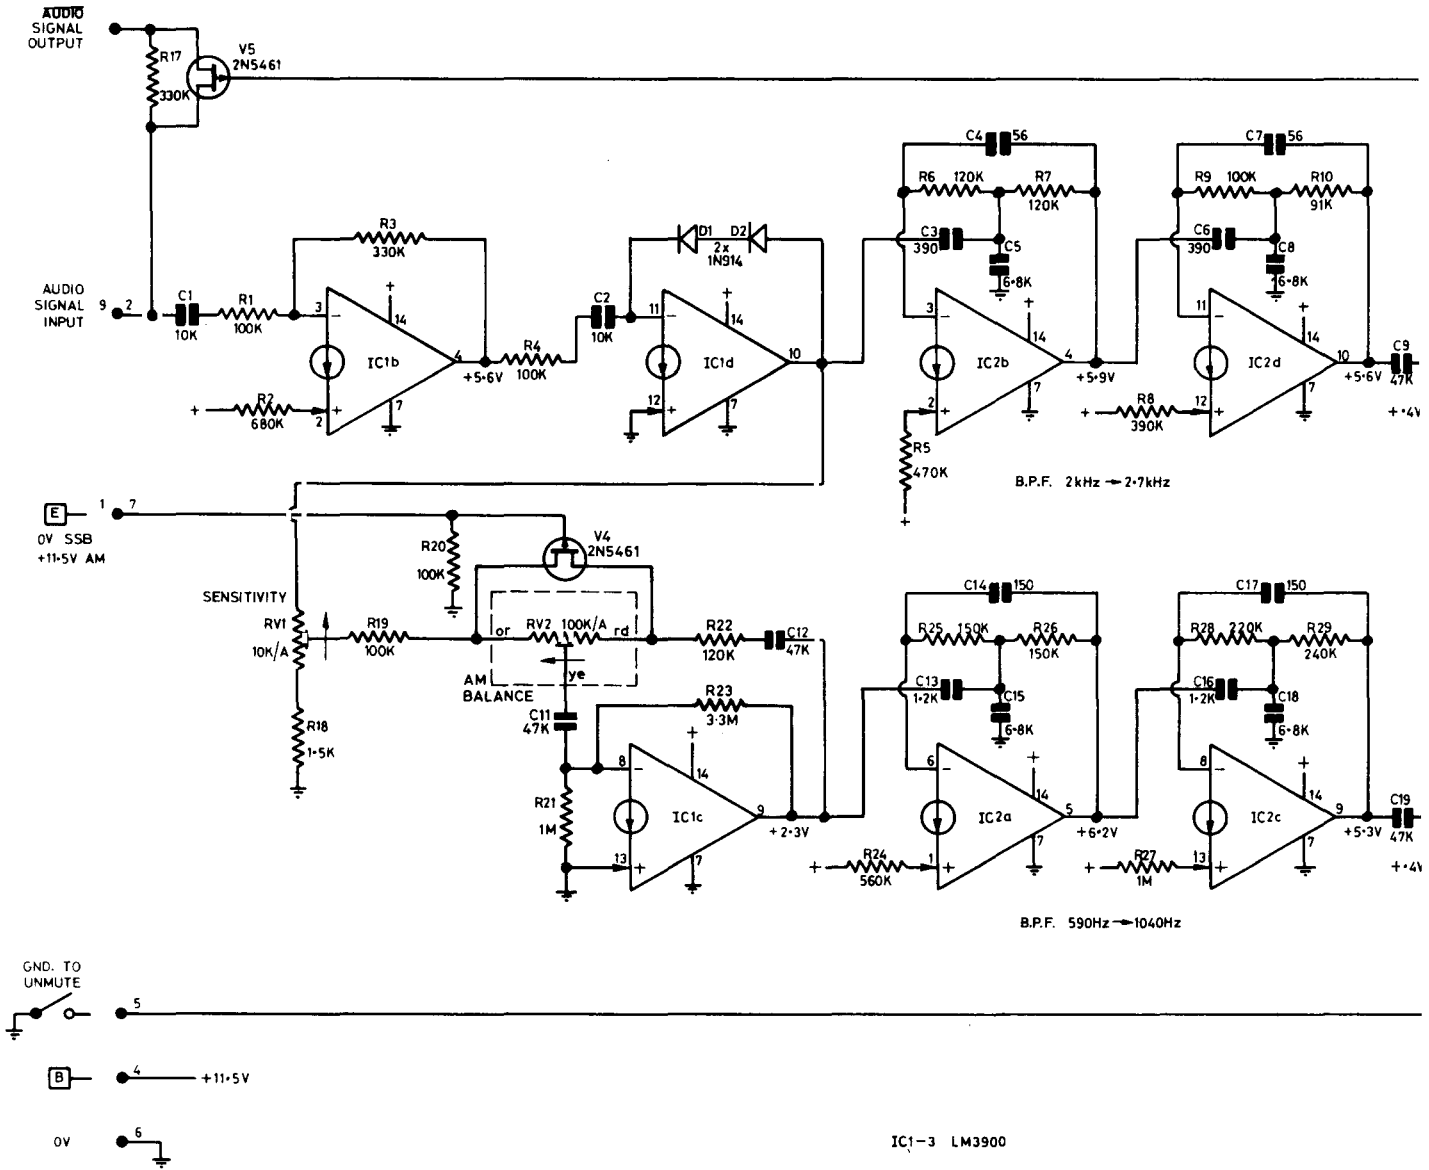 AUDIO
SIGNAL
OUTPUT
R17
330K
V5
2N5461
C4 56
C7 56
R6 120K R7
120K
R9 100K R10
91K
R3
330K
D1 D2
2x
1N914
C3
390
C5
6·8K
C6
390
C8
6·8K
AUDIO
SIGNAL
INPUT
9 2
C1
10K
R1
100K
3 −
+
14
IC1b
4
+5·6V
R2
680K
+
2
+
7
R4
100K
C2
10K
11 −
+
14
IC1d
10
12 +
7
3 −
+
14
IC2b
4
+5·9V
2 +
7
R5
470K
+
11 −
+
14
IC2d
10
+5·6V
+
R8
390K
12 +
7
C9
47K
+·4V
B.P.F. 2kHz → 2·7kHz
E
1 7
0V SSB
+11·5V AM
R20
100K
V4
2N5461
SENSITIVITY
RV1
10K/A
R19
100K
or RV2 100K/A rd
ye
AM
BALANCE
R22
120K
C12
47K
R18
1·5K
C11
47K
R23
3·3M
R21
1M
8 −
+
14
IC1c
9
+2·3V
13 +
7
C14 150
C17 150
R25 150K R26
150K
R28 220K R29
240K
C13
1·2K
C15
6·8K
C16
1·2K
C18
6·8K
6 −
+
14
IC2a
5
+6·2V
+
R24
560K
1 +
7
8 −
+
14
IC2c
9
+5·3V
+
R27
1M
13 +
7
C19
47K
+·4V
B.P.F. 590Hz → 1040Hz
GND. TO
UNMUTE
5
B
4
+11·5V
0V
6
IC1-3 LM3900